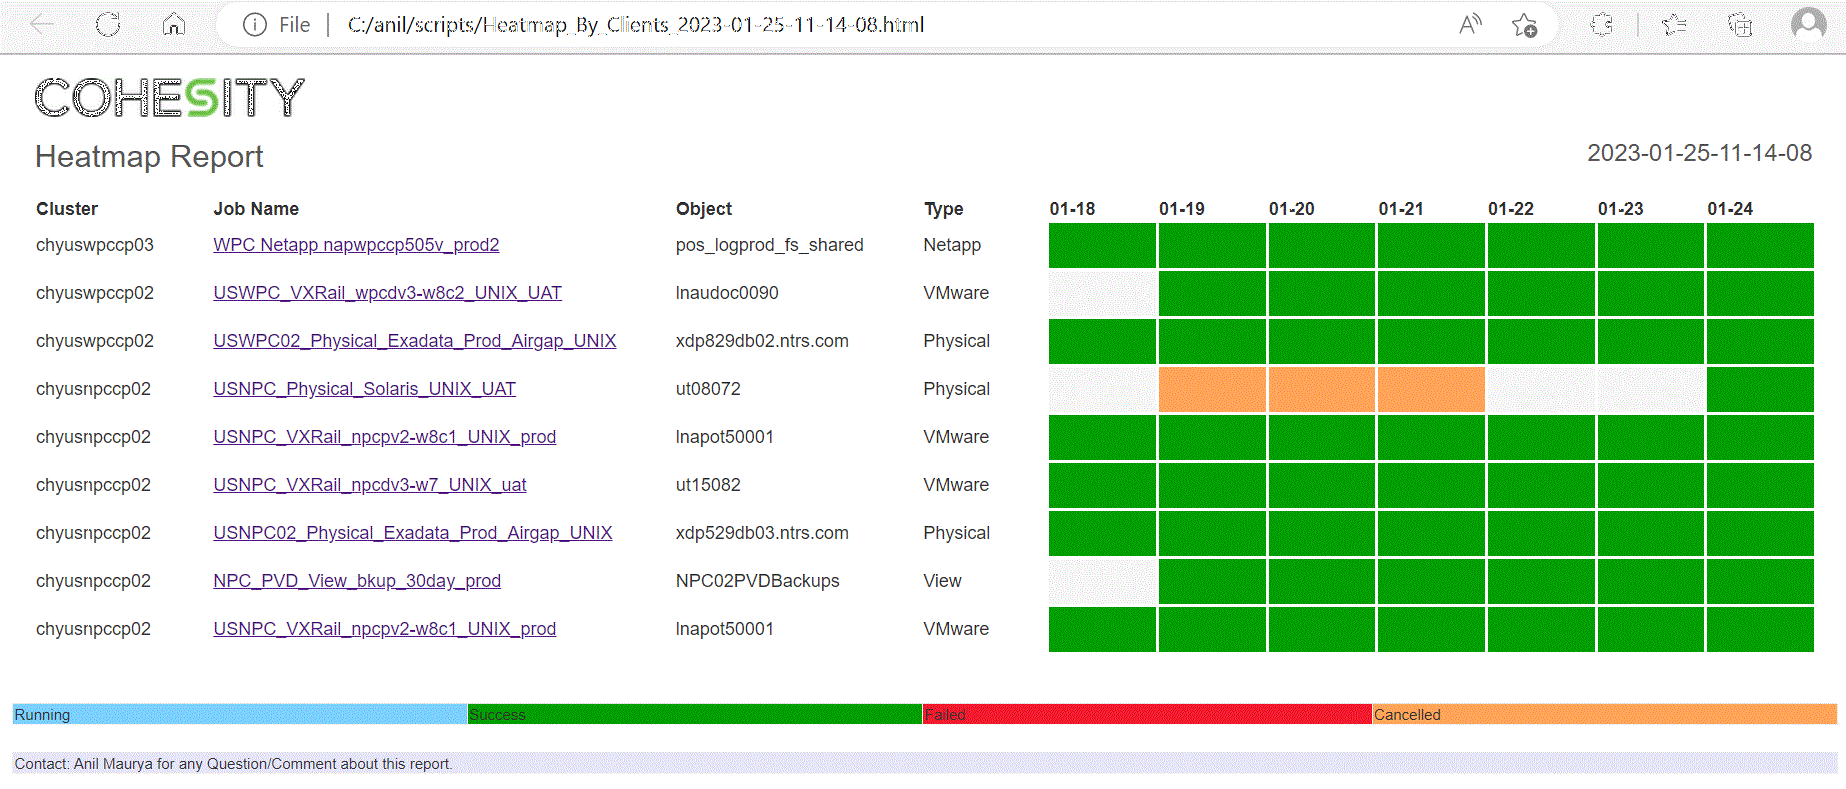 File | C:/anil/scripts/Heatmap_By_Clients_2023-01-25-11-14-08.html
COHESITY
Heatmap Report 2023-01-25-11-14-08
Cluster Job Name Object Type 01-18 01-19 01-20 01-21 01-22 01-23 01-24
chyuswpccp03 WPC Netapp napwpccp505v_prod2 pos_logprod_fs_shared Netapp
chyuswpccp02 USWPC_VXRail_wpcdv3-w8c2_UNIX_UAT lnaudoc0090 VMware
chyuswpccp02 USWPC02_Physical_Exadata_Prod_Airgap_UNIX xdp829db02.ntrs.com Physical
chyusnpccp02 USNPC_Physical_Solaris_UNIX_UAT ut08072 Physical
chyusnpccp02 USNPC_VXRail_npcpv2-w8c1_UNIX_prod lnapot50001 VMware
chyusnpccp02 USNPC_VXRail_npcdv3-w7_UNIX_uat ut15082 VMware
chyusnpccp02 USNPC02_Physical_Exadata_Prod_Airgap_UNIX xdp529db03.ntrs.com Physical
chyusnpccp02 NPC_PVD_View_bkup_30day_prod NPC02PVDBackups View
chyusnpccp02 USNPC_VXRail_npcpv2-w8c1_UNIX_prod lnapot50001 VMware
Running Success Failed Cancelled
Contact: Anil Maurya for any Question/Comment about this report.